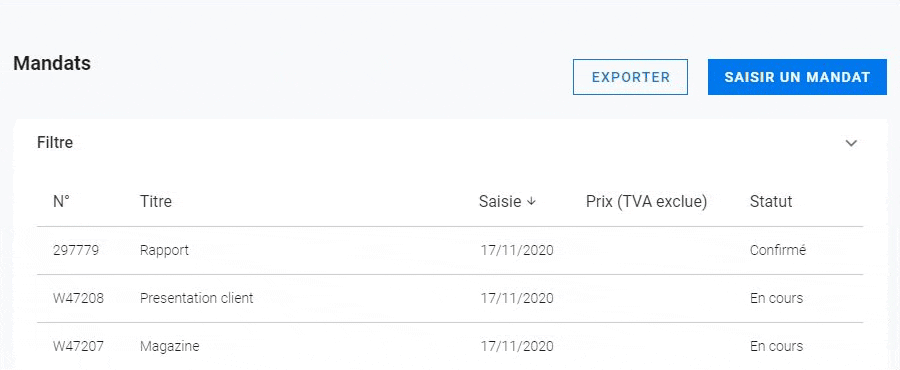 Mandats
EXPORTER SAISIR UN MANDAT
Filtre
N° Titre Saisie ↓ Prix (TVA exclue) Statut
297779 Rapport 17/11/2020 Confirmé
W47208 Presentation client 17/11/2020 En cours
W47207 Magazine 17/11/2020 En cours